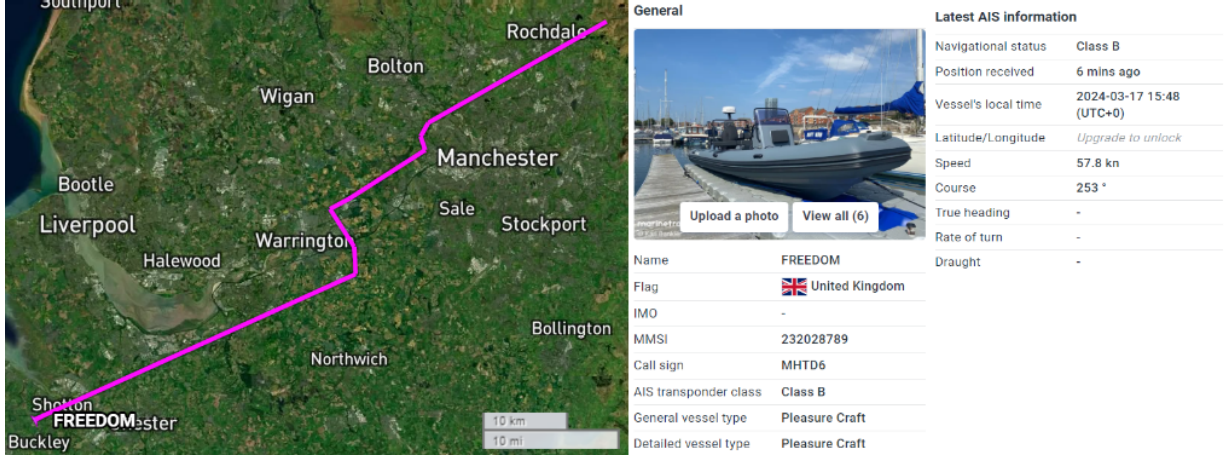 Southport
Rochdale
Bolton
Wigan
Manchester
Bootle
Liverpool
Sale
Stockport
Warrington
Halewood
Bollington
Northwich
Shotton
FREEDOM
Buckley
10 km
10 mi
General
Upload a photo
View all (6)
Name FREEDOM
Flag United Kingdom
IMO -
MMSI 232028789
Call sign MHTD6
AIS transponder class Class B
General vessel type Pleasure Craft
Detailed vessel type Pleasure Craft
Latest AIS information
Navigational status Class B
Position received 6 mins ago
Vessel's local time 2024-03-17 15:48
(UTC+0)
Latitude/Longitude Upgrade to unlock
Speed 57.8 kn
Course 253 °
True heading -
Rate of turn -
Draught -